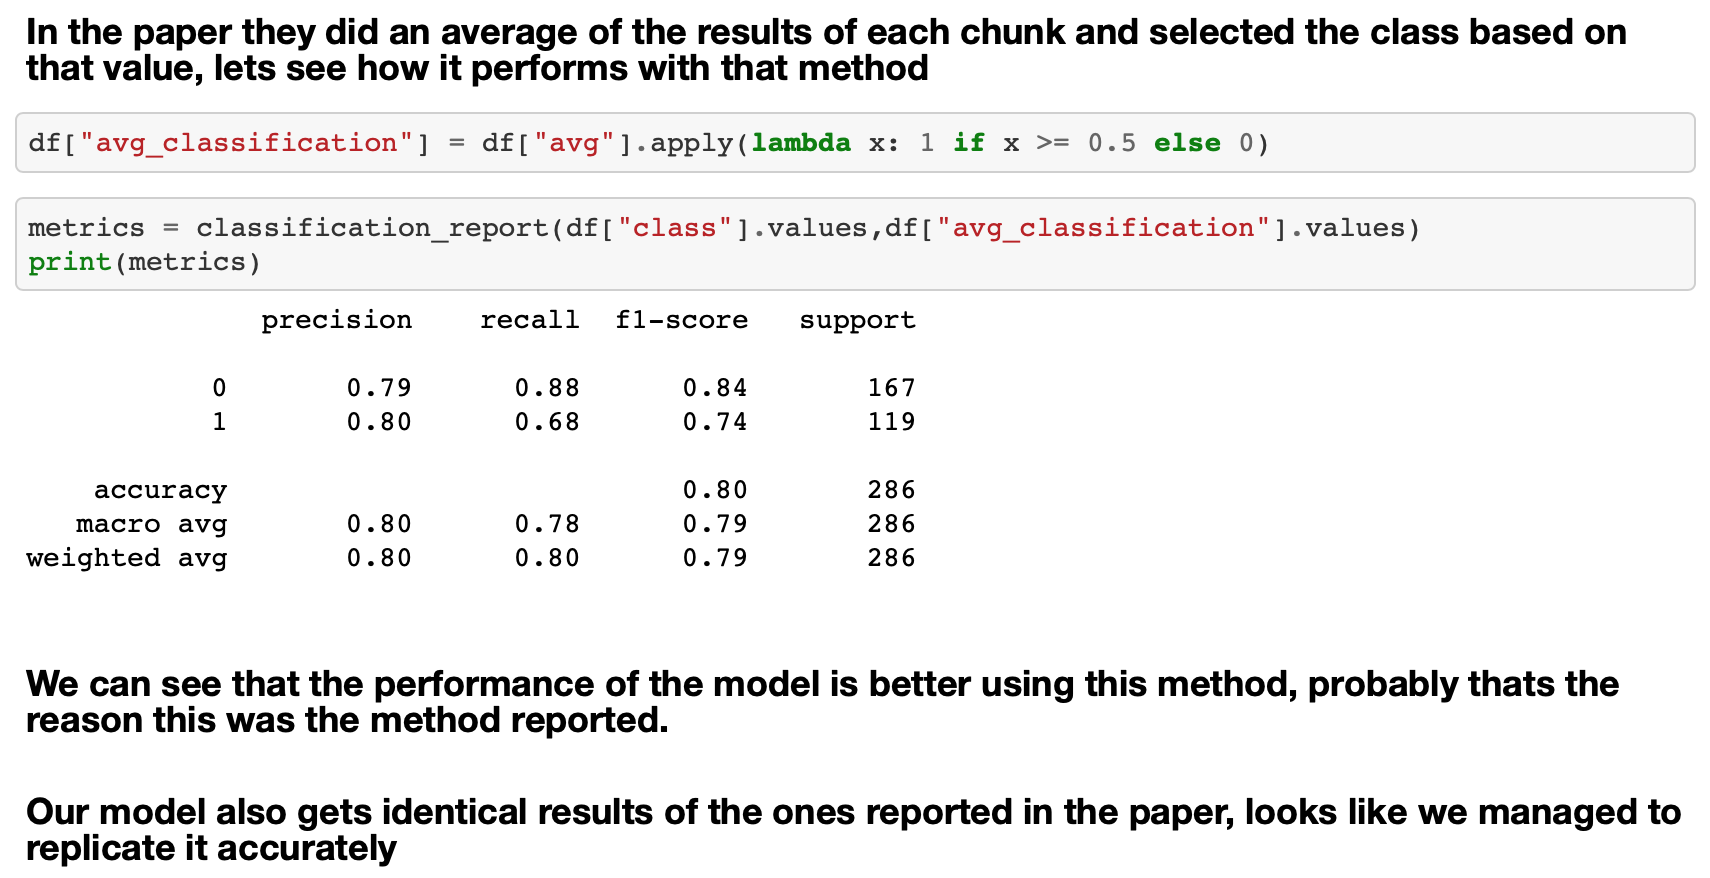 In the paper they did an average of the results of each chunk and selected the class based on
that value, lets see how it performs with that method
df["avg_classification"] = df["avg"].apply(lambda x: 1 if x >= 0.5 else 0)
metrics = classification_report(df["class"].values,df["avg_classification"].values)
print(metrics)
precision recall f1-score support
0 0.79 0.88 0.84 167
1 0.80 0.68 0.74 119
accuracy 0.80 286
macro avg 0.80 0.78 0.79 286
weighted avg 0.80 0.80 0.79 286
We can see that the performance of the model is better using this method, probably thats the
reason this was the method reported.
Our model also gets identical results of the ones reported in the paper, looks like we managed to
replicate it accurately